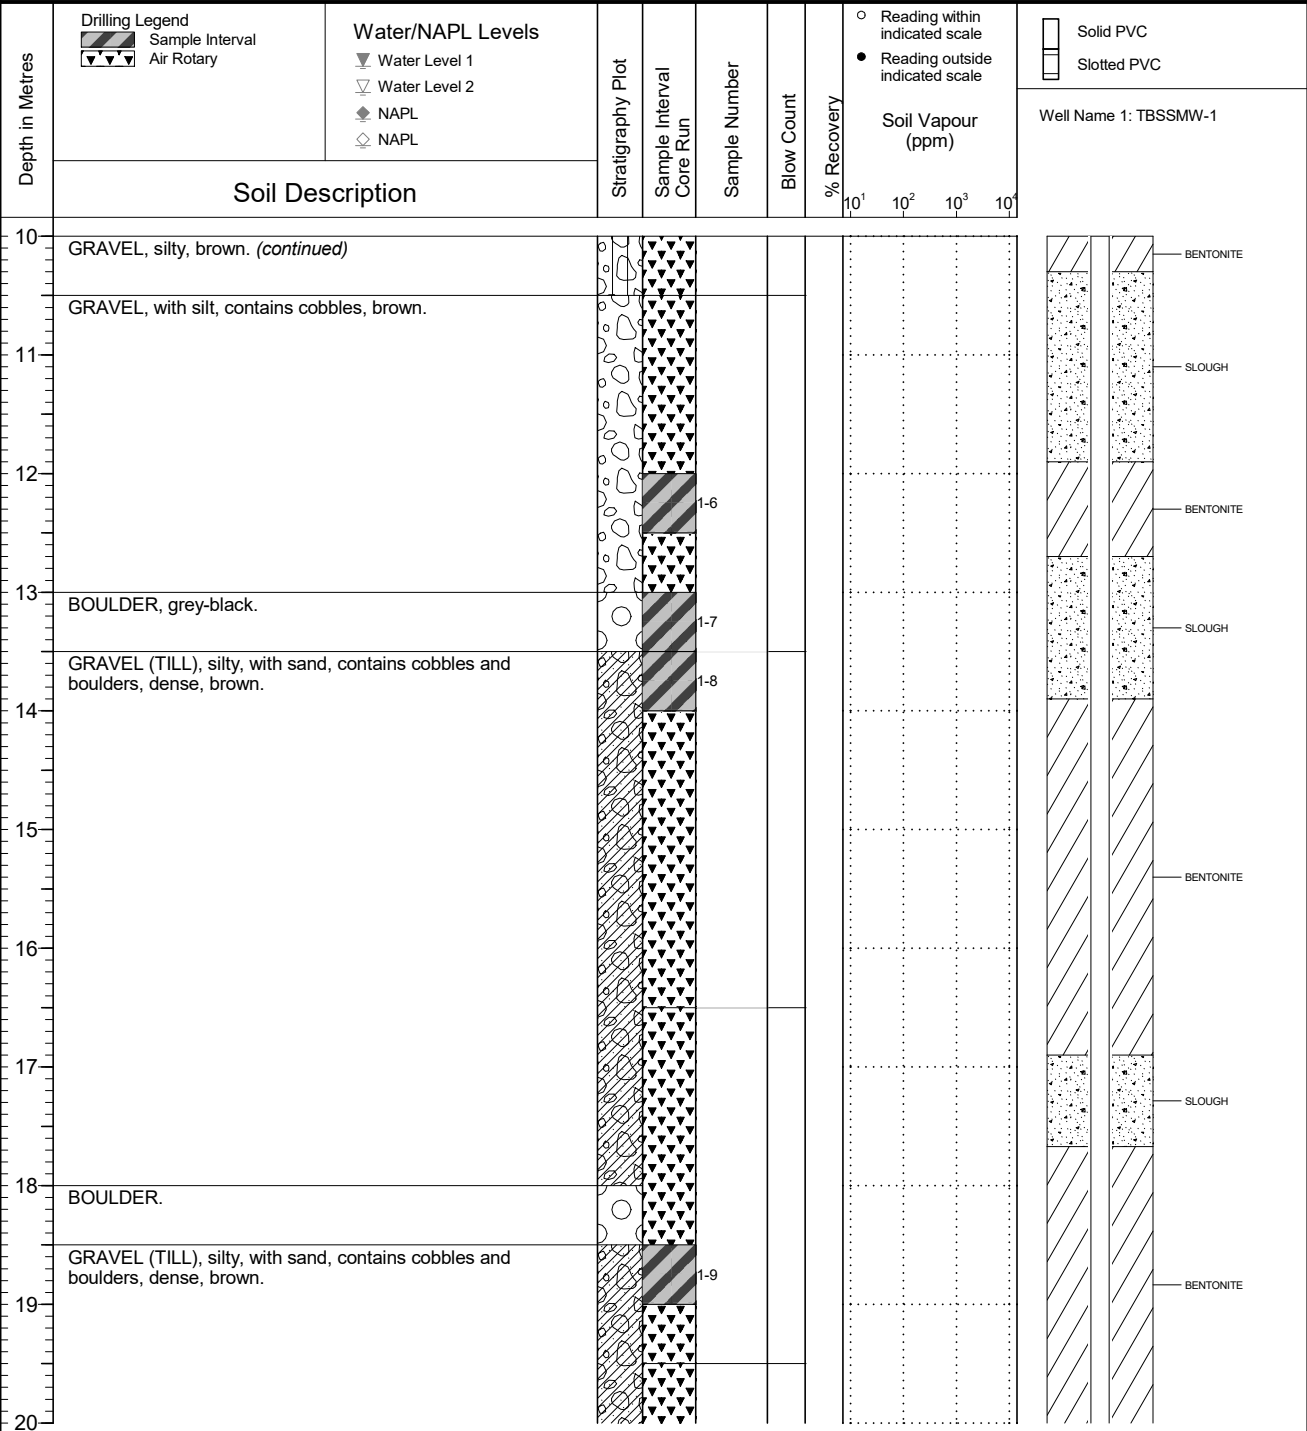 Depth in Metres
Drilling Legend
Sample Interval
Air Rotary
Water/NAPL Levels
Water Level 1
Water Level 2
NAPL
NAPL
Soil Description
Stratigraphy Plot
Sample Interval
Core Run
Sample Number
Blow Count
% Recovery
Reading within
indicated scale
Reading outside
indicated scale
Soil Vapour
(ppm)
10¹ 10² 10³ 10⁴
Solid PVC
Slotted PVC
Well Name 1: TBSSMW-1
10
GRAVEL, silty, brown. (continued)
BENTONITE
GRAVEL, with silt, contains cobbles, brown.
11
SLOUGH
12
1-6
BENTONITE
13
BOULDER, grey-black.
1-7
SLOUGH
GRAVEL (TILL), silty, with sand, contains cobbles and
boulders, dense, brown.
1-8
14
15
BENTONITE
16
17
SLOUGH
18
BOULDER.
GRAVEL (TILL), silty, with sand, contains cobbles and
boulders, dense, brown.
1-9
BENTONITE
19
20